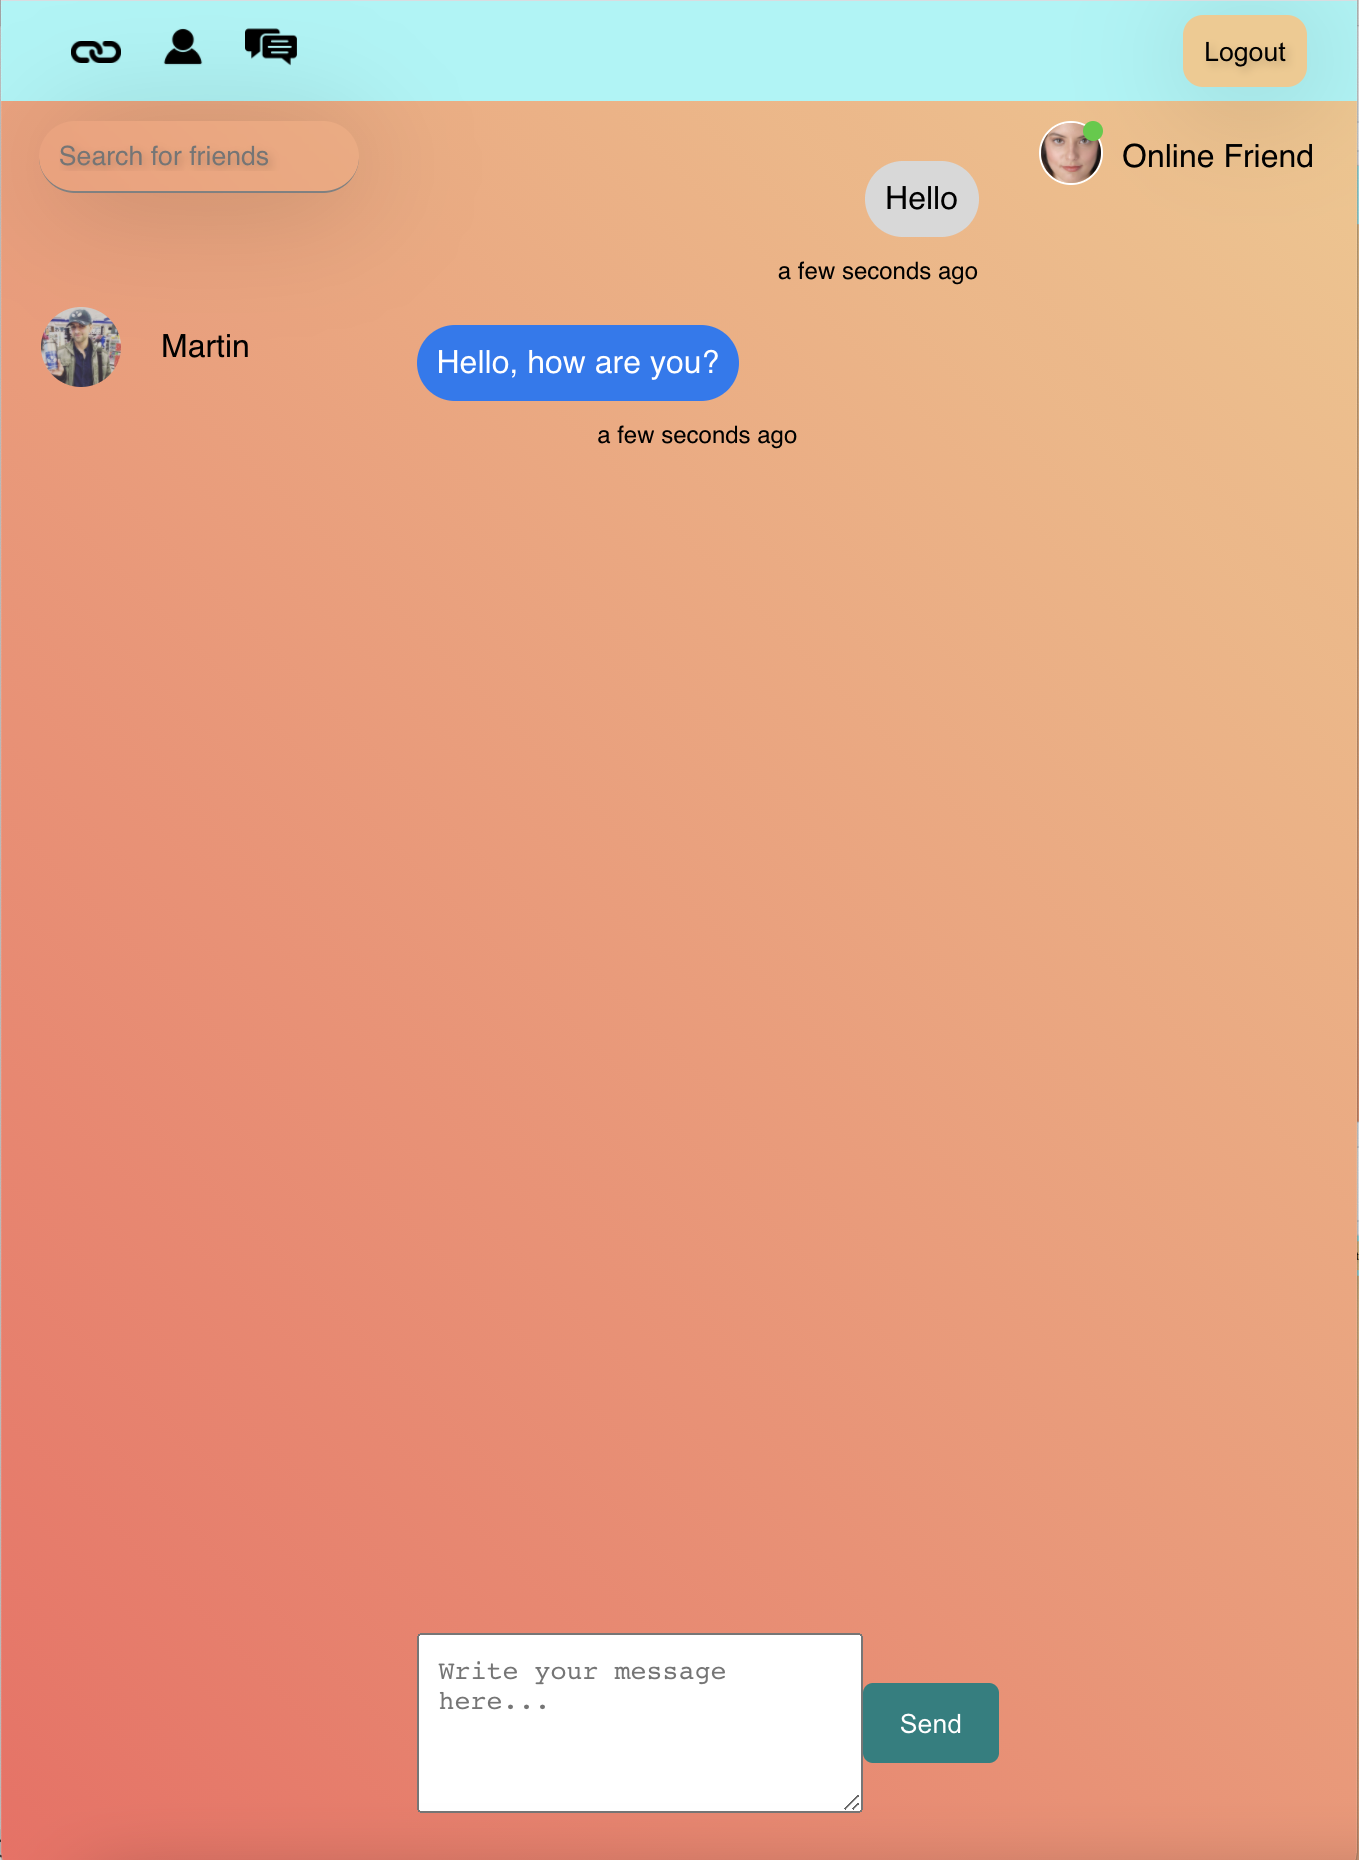 Logout
Search for friends
Online Friend
Hello
a few seconds ago
Martin
Hello, how are you?
a few seconds ago
Write your message
here...
Send